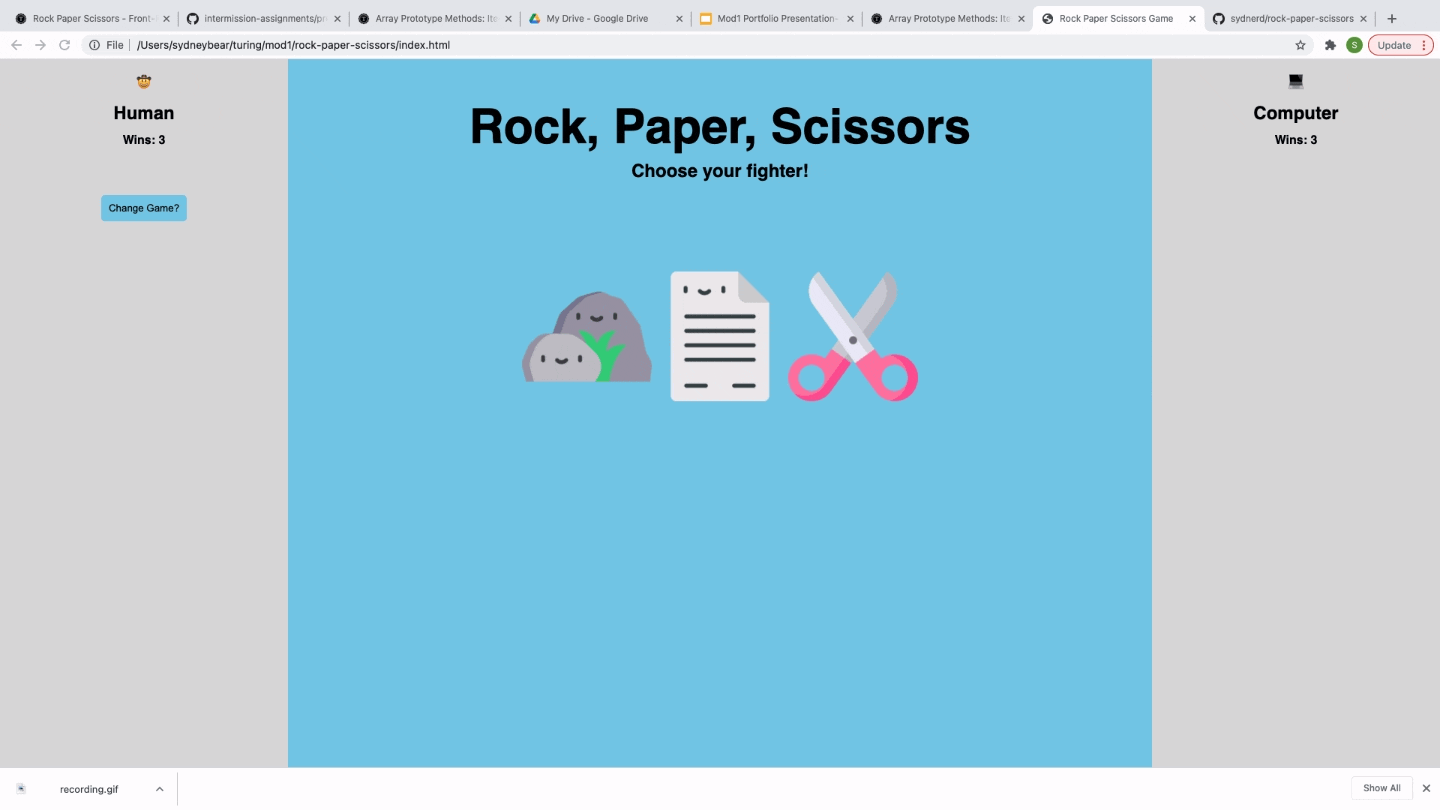 Rock Paper Scissors - Front-
intermission-assignments/pr
Array Prototype Methods: Ite
My Drive - Google Drive
Mod1 Portfolio Presentation-
Array Prototype Methods: Ite
Rock Paper Scissors Game
sydnerd/rock-paper-scissors
File
/Users/sydneybear/turing/mod1/rock-paper-scissors/index.html
S
Update
Human
Wins: 3
Change Game?
Rock, Paper, Scissors
Choose your fighter!
Computer
Wins: 3
recording.gif
Show All